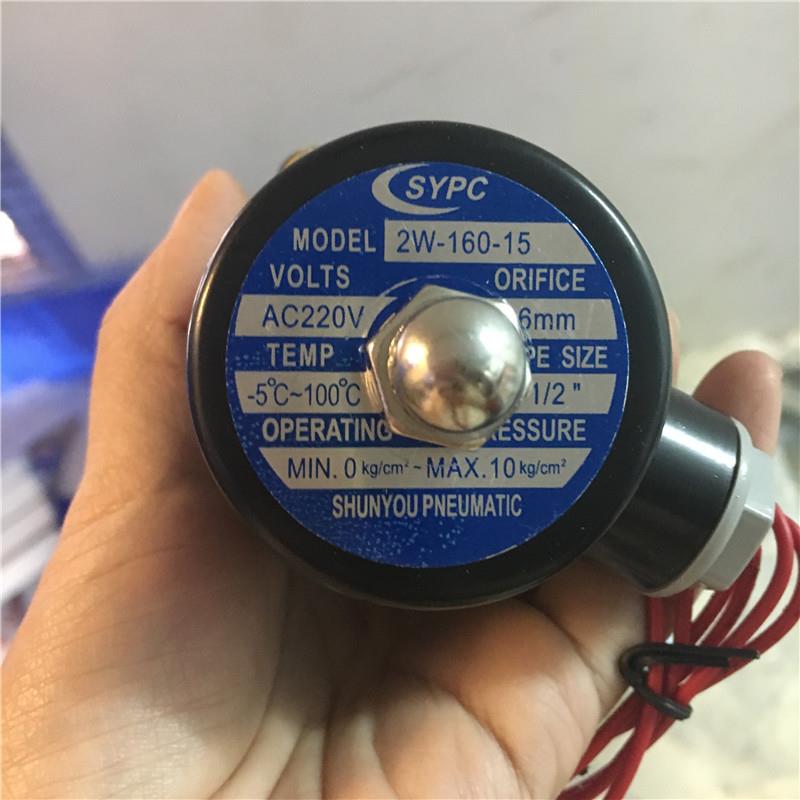 SYPC
MODEL 2W-160-15
VOLTS ORIFICE
AC220V 6mm
TEMP PE SIZE
-5℃~100℃ 1/2"
OPERATING RESSURE
MIN. 0 kg/cm² ~ MAX. 10 kg/cm²
SHUNYOU PNEUMATIC